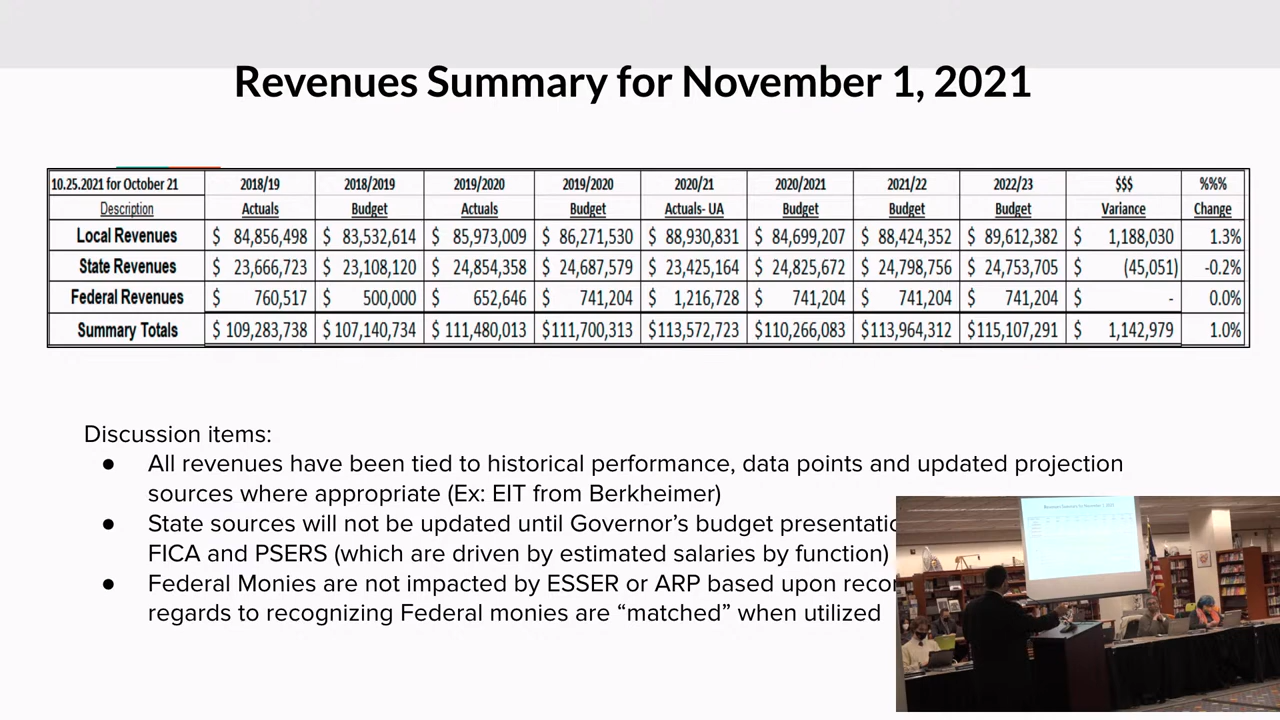 Revenues Summary for November 1, 2021
10.25.2021 for October 21 2018/19 2018/2019 2019/2020 2019/2020 2020/21 2020/2021 2021/22 2022/23 $$$ %%%
Description Actuals Budget Actuals Budget Actuals- UA Budget Budget Budget Variance Change
Local Revenues $ 84,856,498 $ 83,532,614 $ 85,973,009 $ 86,271,530 $ 88,930,831 $ 84,699,207 $ 88,424,352 $ 89,612,382 $ 1,188,030 1.3%
State Revenues $ 23,666,723 $ 23,108,120 $ 24,854,358 $ 24,687,579 $ 23,425,164 $ 24,825,672 $ 24,798,756 $ 24,753,705 $ (45,051) -0.2%
Federal Revenues $ 760,517 $ 500,000 $ 652,646 $ 741,204 $ 1,216,728 $ 741,204 $ 741,204 $ 741,204 $ - 0.0%
Summary Totals $ 109,283,738 $ 107,140,734 $ 111,480,013 $111,700,313 $113,572,723 $110,266,083 $113,964,312 $115,107,291 $ 1,142,979 1.0%
Discussion items:
● All revenues have been tied to historical performance, data points and updated projection
sources where appropriate (Ex: EIT from Berkheimer)
● State sources will not be updated until Governor's budget presentatio
FICA and PSERS (which are driven by estimated salaries by function)
● Federal Monies are not impacted by ESSER or ARP based upon recor
regards to recognizing Federal monies are “matched” when utilized
Revenues Summary for November 1, 2021